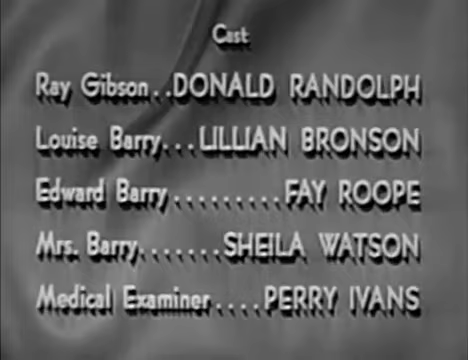 Cast
Ray Gibson..DONALD RANDOLPH
Louise Barry...LILLIAN BRONSON
Edward Barry.........FAY ROOPE
Mrs. Barry.......SHEILA WATSON
Medical Examiner....PERRY IVANS